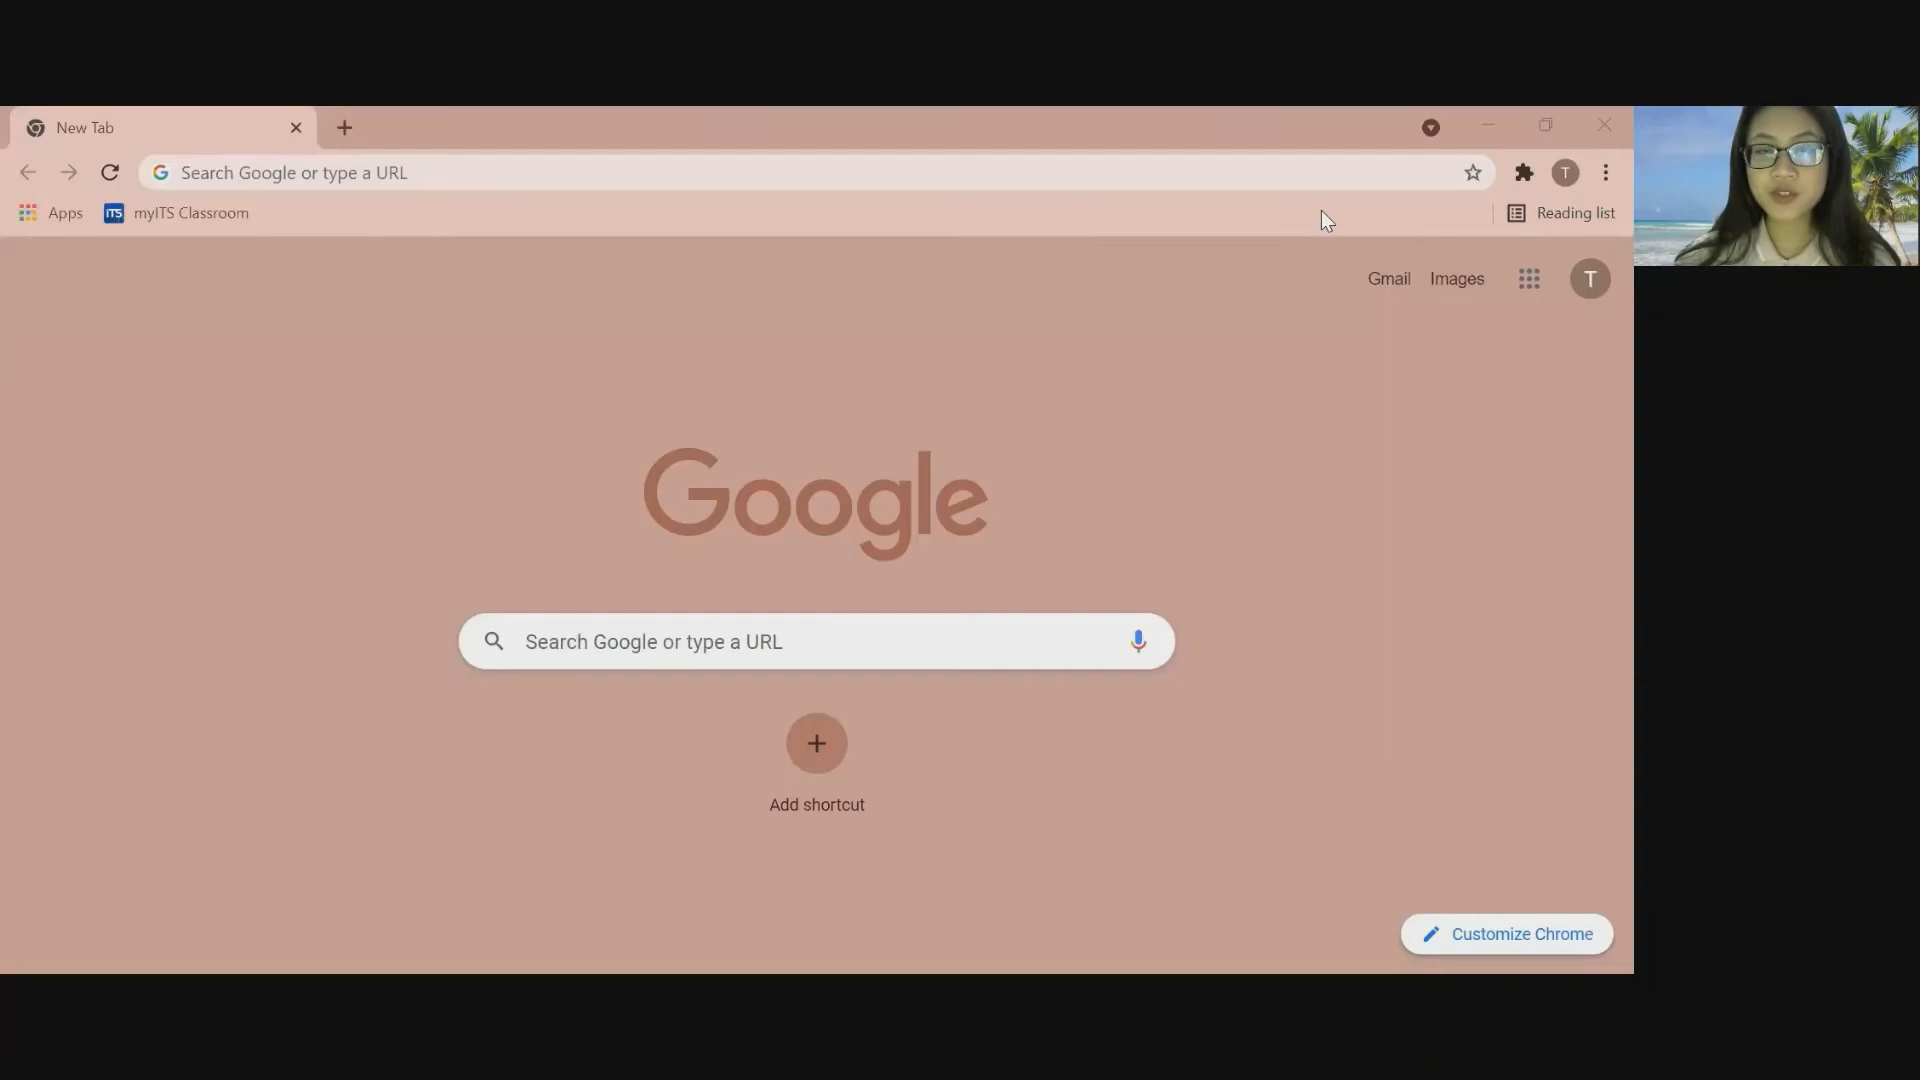 New Tab
Search Google or type a URL
T
Apps
iTS
myITS Classroom
Reading list
Gmail
Images
T
Google
Search Google or type a URL
Add shortcut
Customize Chrome